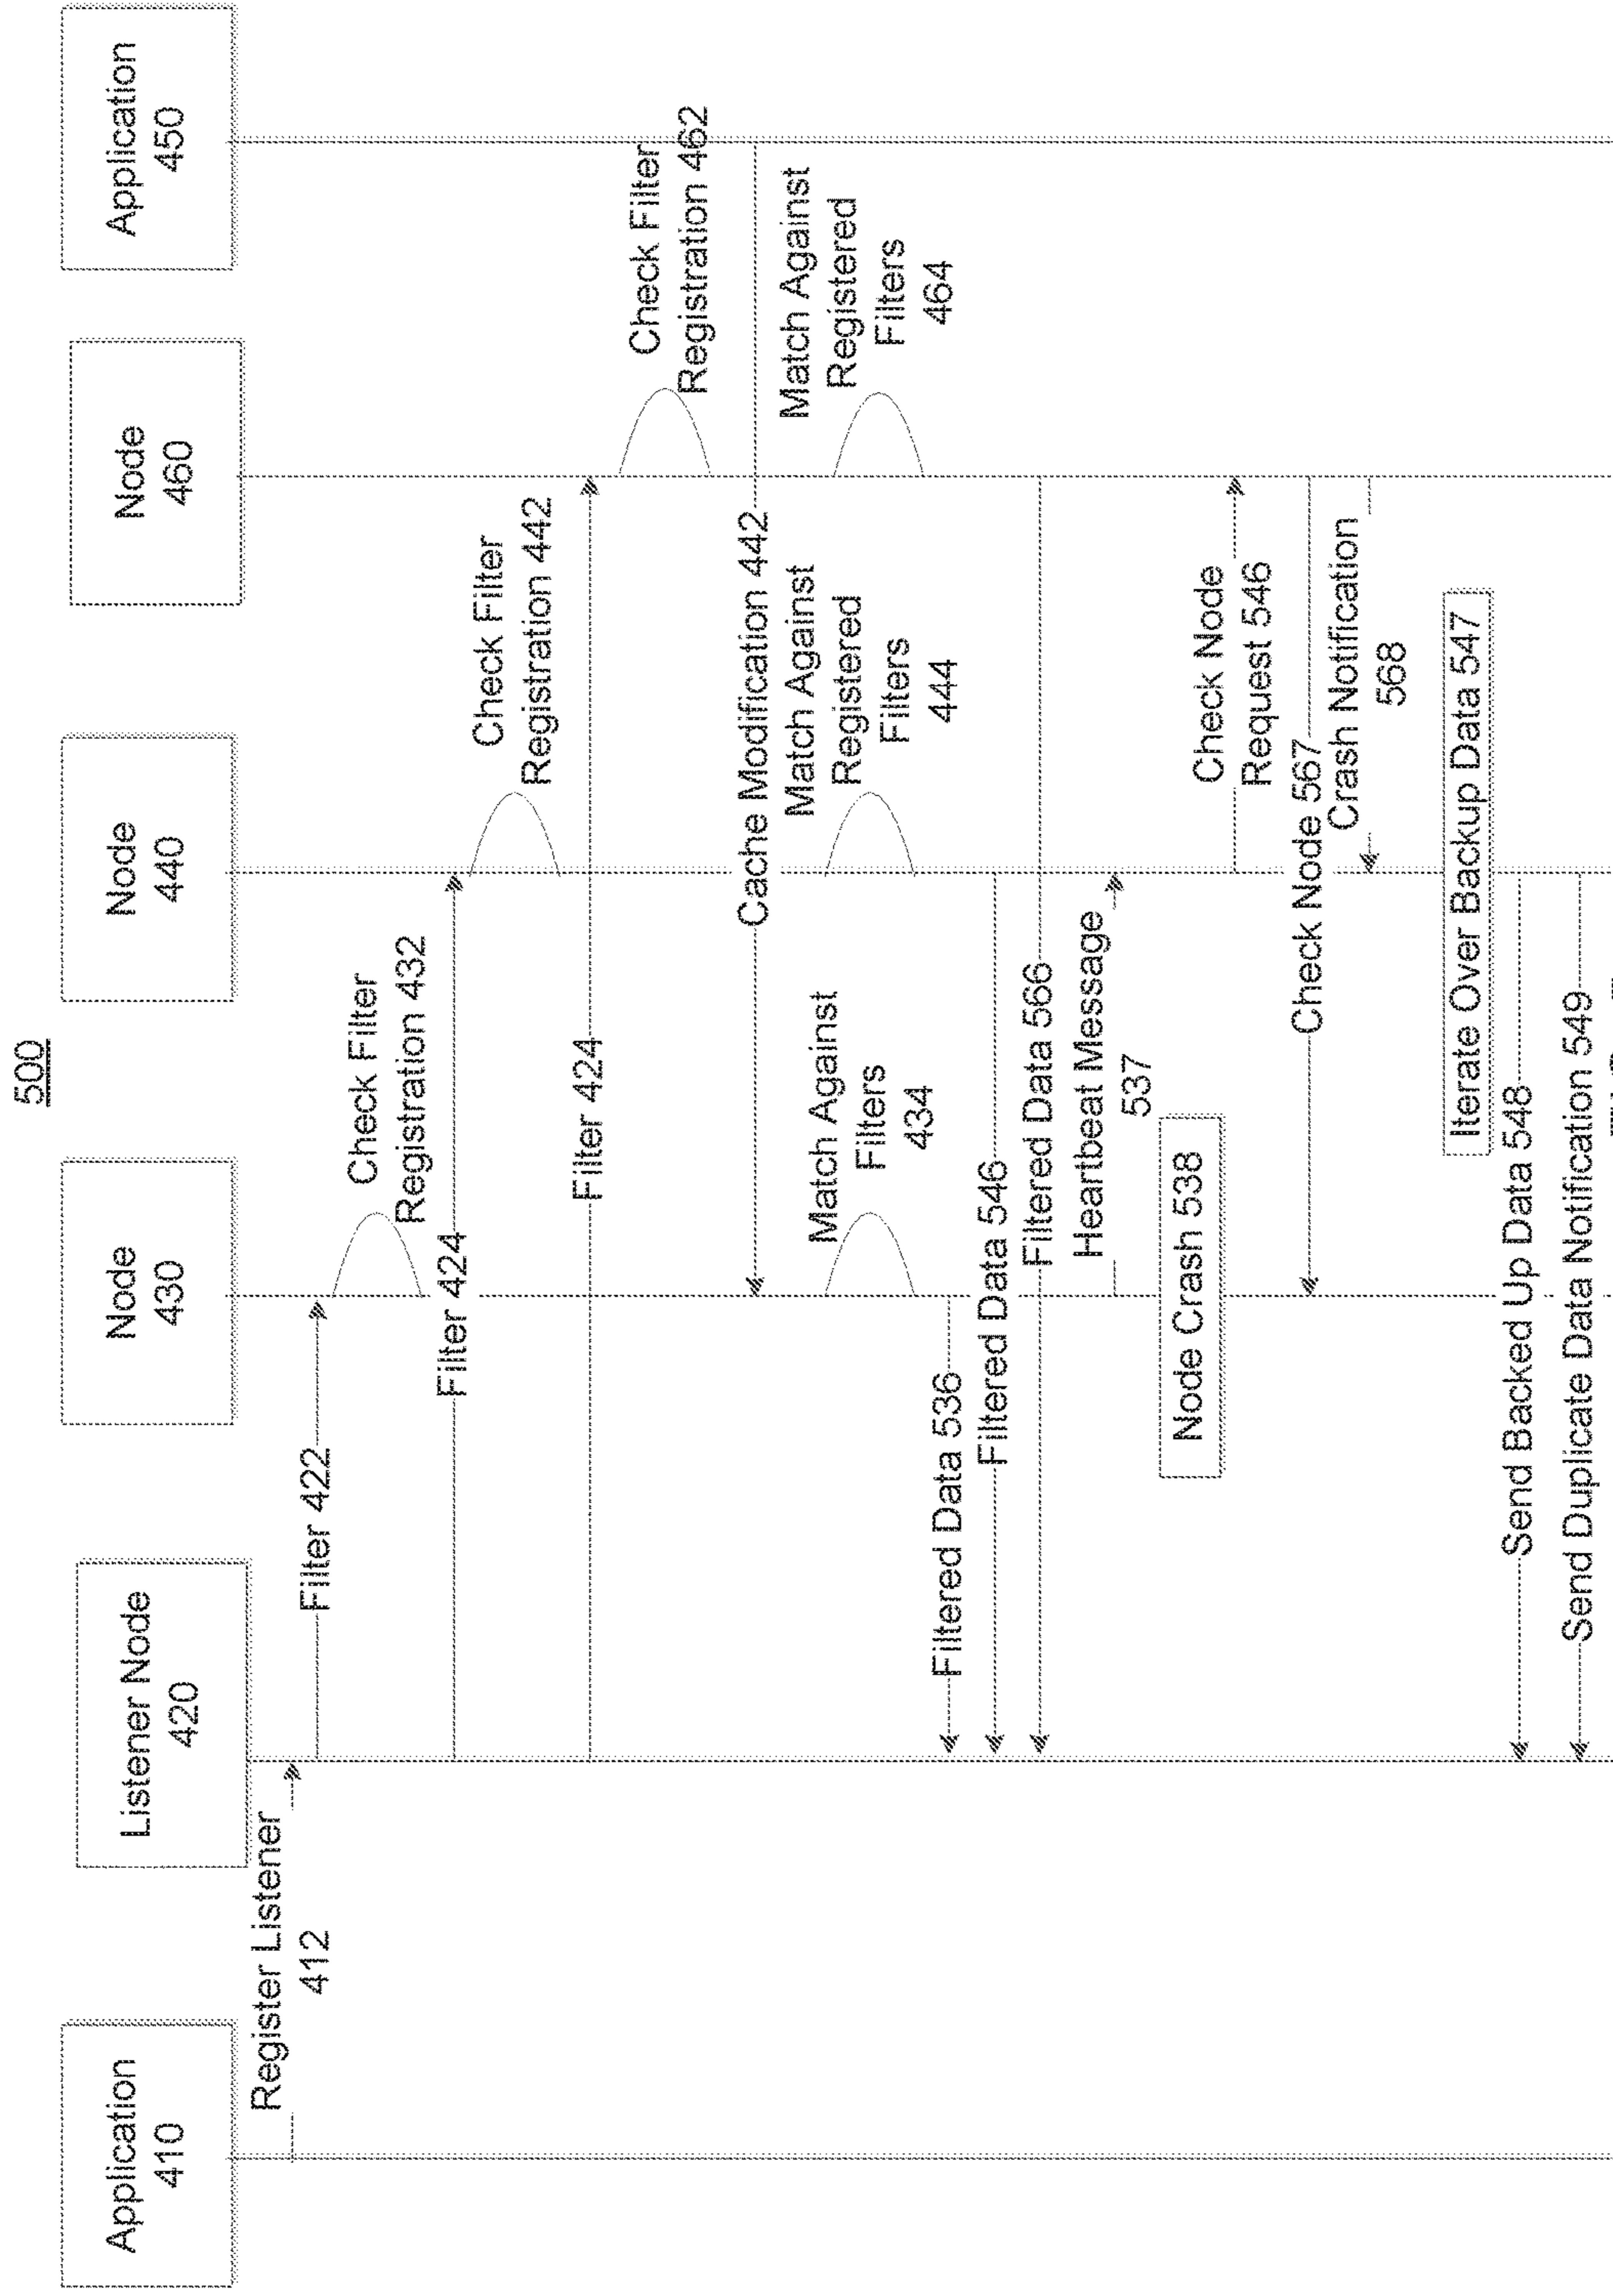 500
Application
410
Listener Node
420
Node
430
Node
440
Node
460
Application
450
Register Listener
412
Filter 422
Check Filter
Registration 432
Filter 424
Check Filter
Registration 442
Filter 424
Check Filter
Registration 462
Cache Modification 442
Match Against
Filters
434
Match Against
Registered
Filters
444
Match Against
Registered
Filters
464
Filtered Data 536
Filtered Data 546
Filtered Data 566
Heartbeat Message
537
Node Crash 538
Check Node
Request 546
Check Node 567
Crash Notification
568
Iterate Over Backup Data 547
Send Backed Up Data 548
Send Duplicate Data Notification 549